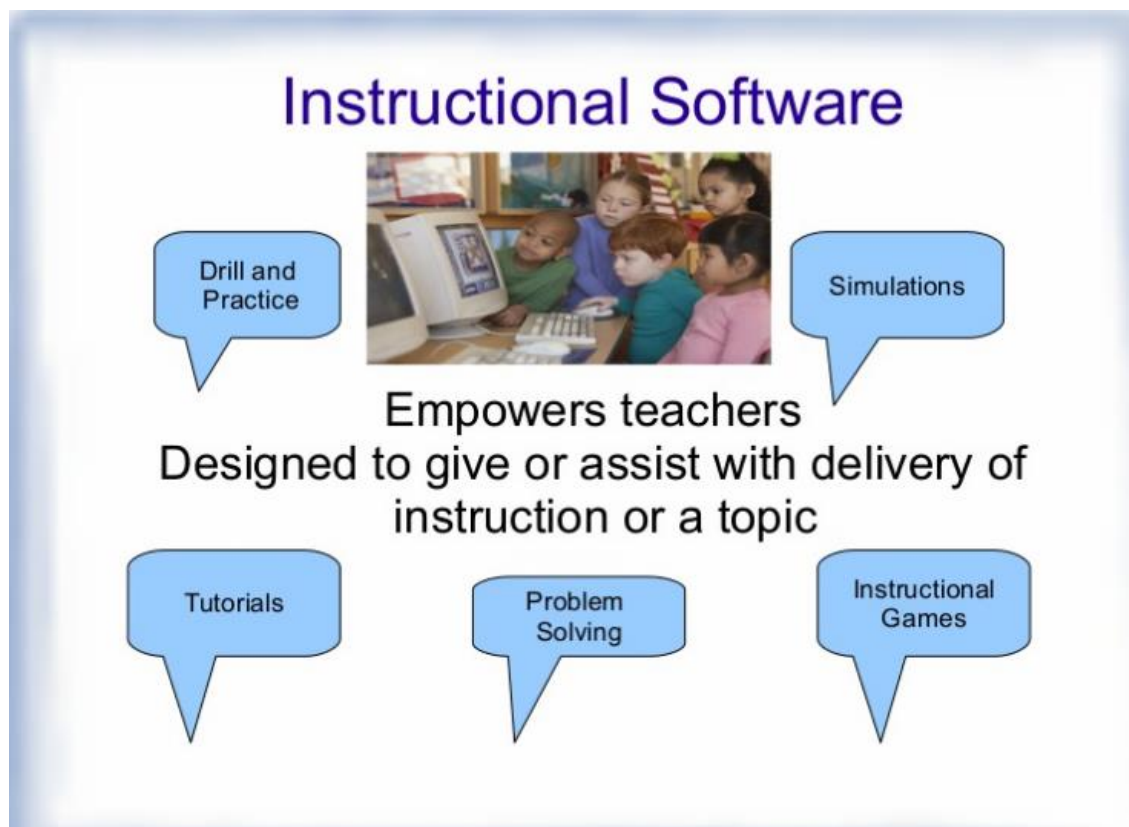 Instructional Software
Drill and
Practice
Simulations
Empowers teachers
Designed to give or assist with delivery of
instruction or a topic
Tutorials
Problem
Solving
Instructional
Games